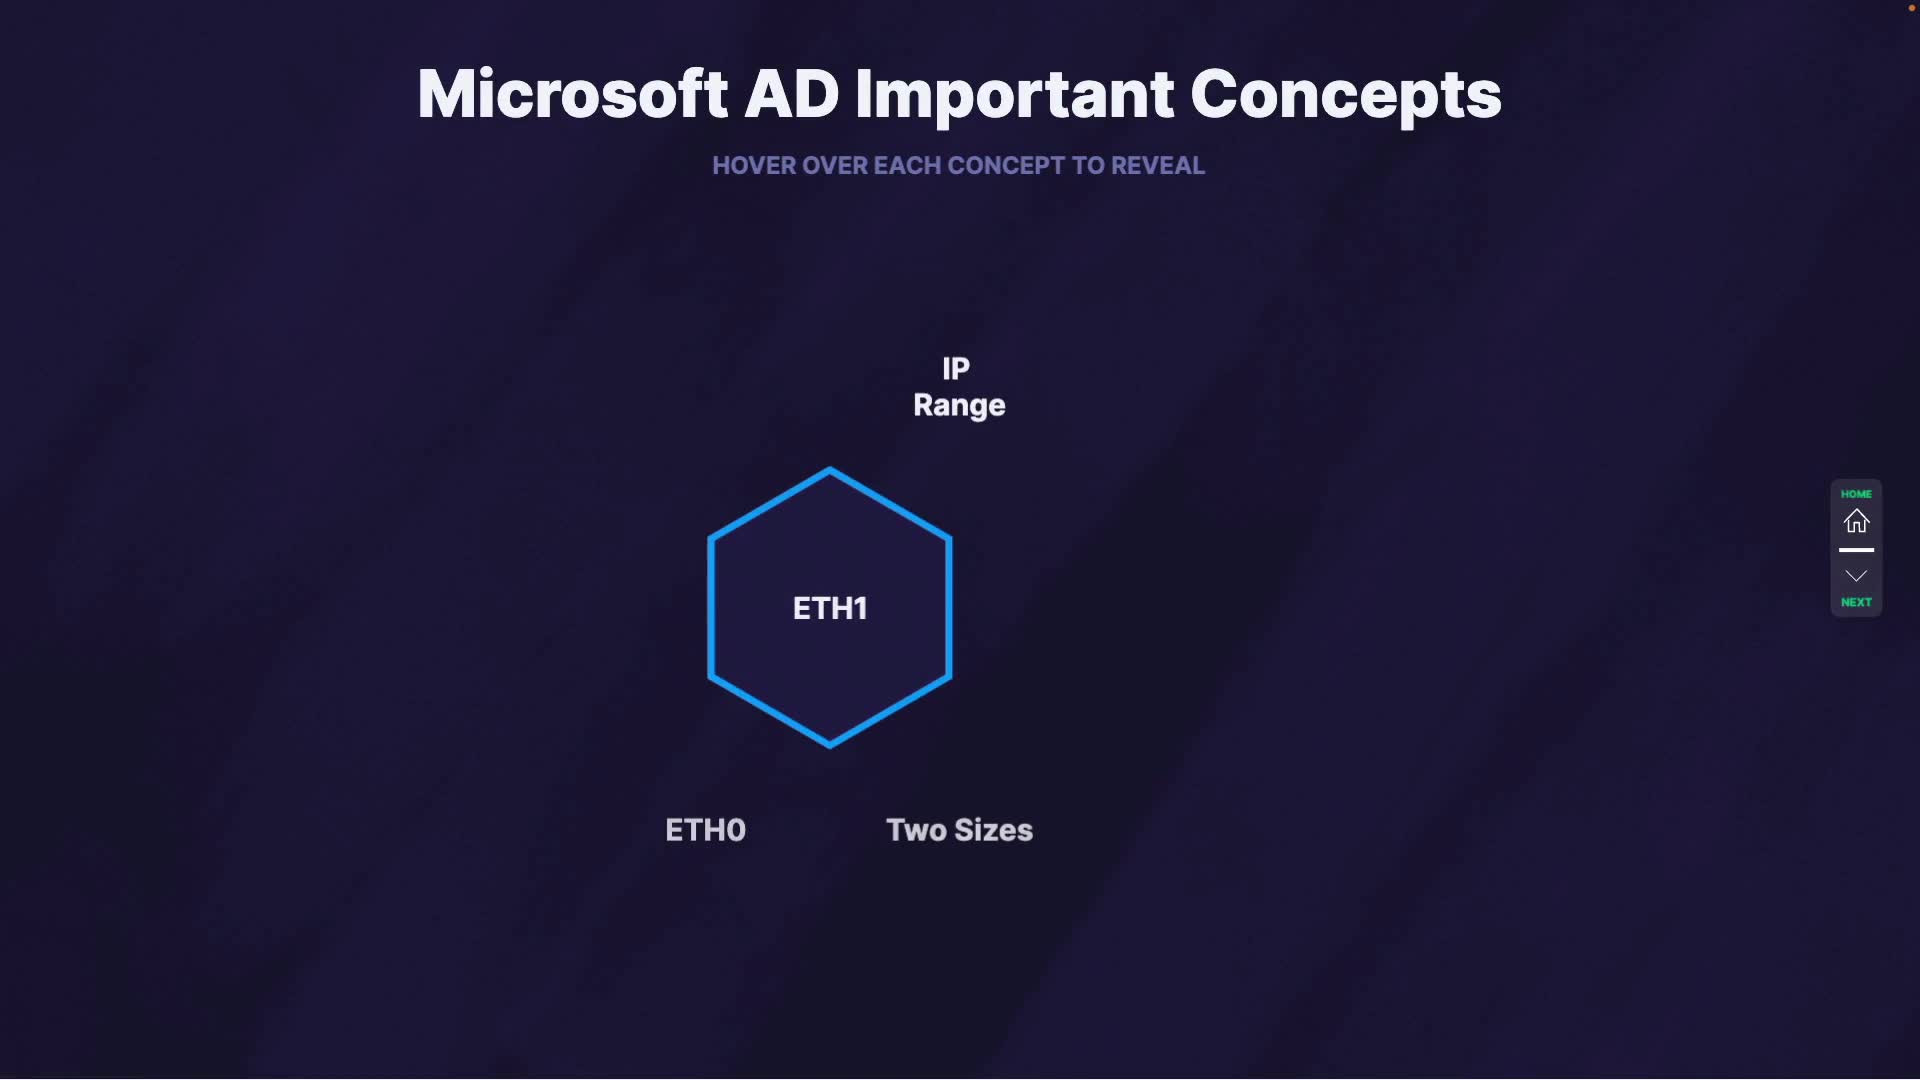 Microsoft AD Important Concepts
HOVER OVER EACH CONCEPT TO REVEAL
IP
Range
HOME
ETH1
NEXT
ETH0
Two Sizes